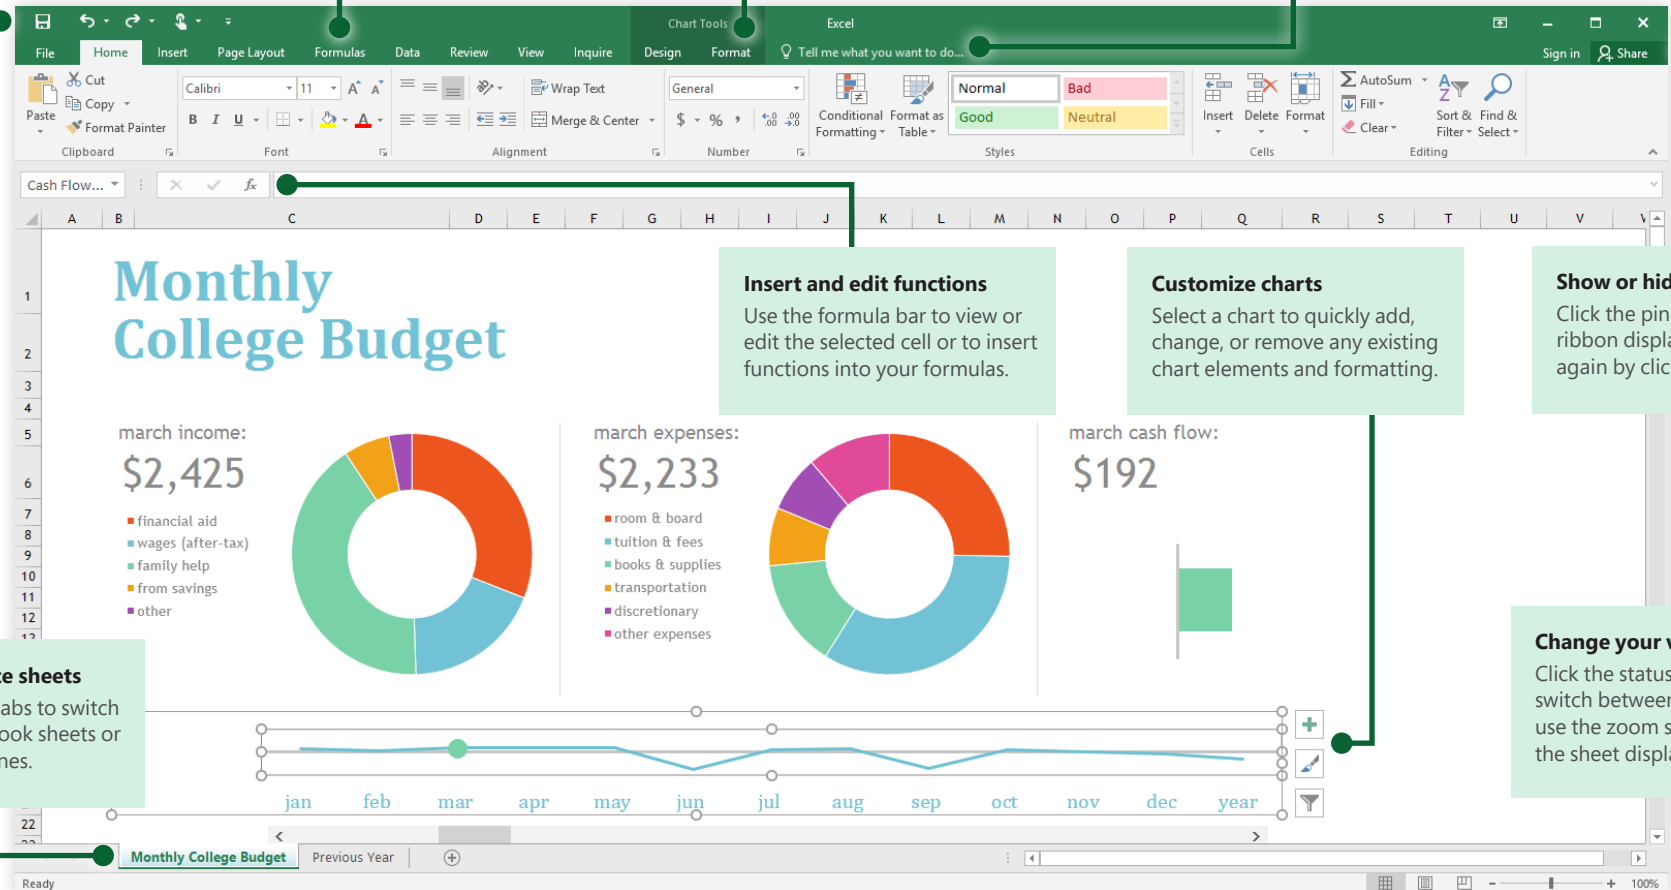 Chart Tools
Excel
File
Home
Insert
Page Layout
Formulas
Data
Review
View
Inquire
Design
Format
Tell me what you want to do...
Sign in
Share
Paste
Cut
Copy
Format Painter
Clipboard
Calibri
11
B I U
Font
Wrap Text
Merge & Center
Alignment
General
$ % ,
Number
Conditional
Formatting
Format as
Table
Normal
Bad
Good
Neutral
Styles
Insert
Delete
Format
Cells
AutoSum
Fill
Clear
Sort &
Filter
Find &
Select
Editing
Cash Flow...
fx
A B C D E F G H I J K L M N O P Q R S T U V
1
2
3
4
5
6
7
8
9
10
11
12
22
Monthly
College Budget
Insert and edit functions
Use the formula bar to view or
edit the selected cell or to insert
functions into your formulas.
Customize charts
Select a chart to quickly add,
change, or remove any existing
chart elements and formatting.
Show or hid
Click the pin
ribbon displa
again by clic
march income:
$2,425
financial aid
wages (after-tax)
family help
from savings
other
march expenses:
$2,233
room & board
tuition & fees
books & supplies
transportation
discretionary
other expenses
march cash flow:
$192
e sheets
abs to switch
ook sheets or
nes.
Change your v
Click the status
switch between
use the zoom s
the sheet displa
jan feb mar apr may jun jul aug sep oct nov dec year
Monthly College Budget
Previous Year
Ready
100%